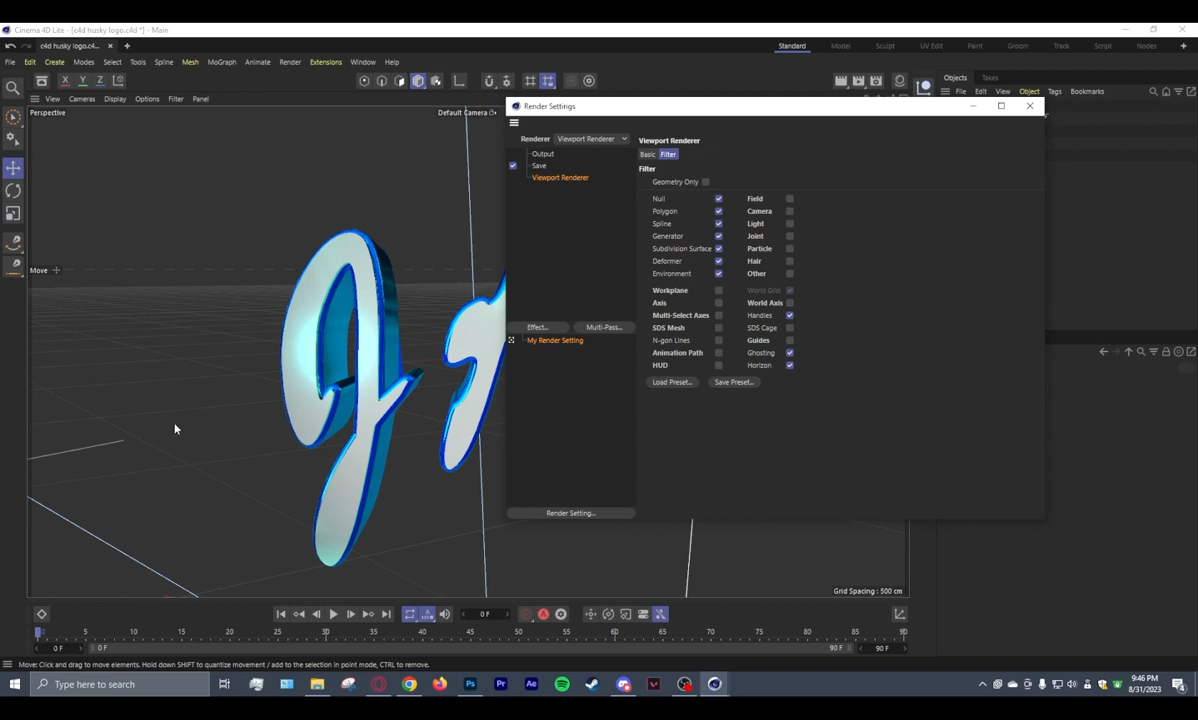 Cinema 4D Lite - [c4d husky logo.c4d *] - Main
c4d husky logo.c4...
Standard Model Sculpt UV Edit Paint Groom Track Script Nodes
File Edit Create Modes Select Tools Spline Mesh MoGraph Animate Render Extensions Window Help
X Y Z
Objects Takes
File Edit View Object Tags Bookmarks
View Cameras Display Options Filter Panel
Perspective
Default Camera
Render Settings
Renderer Viewport Renderer
Output
Save
Viewport Renderer
Viewport Renderer
Basic Filter
Filter
Geometry Only
Null Field
Polygon Camera
Spline Light
Generator Joint
Subdivision Surface Particle
Deformer Hair
Environment Other
Workplane World Grid
Axis World Axis
Multi-Select Axes Handles
SDS Mesh SDS Cage
N-gon Lines Guides
Animation Path Ghosting
HUD Horizon
Load Preset... Save Preset...
Effect... Multi-Pass...
My Render Setting
Render Setting...
Move
Grid Spacing : 500 cm
0 F
0 5 10 15 20 25 30 35 40 45 50 55 60 65 70 75 80 85 90
0 F 0 F 90 F 90 F
Move: Click and drag to move elements. Hold down SHIFT to quantize movement / add to the selection in point mode, CTRL to remove.
Type here to search
9:46 PM
8/31/2023